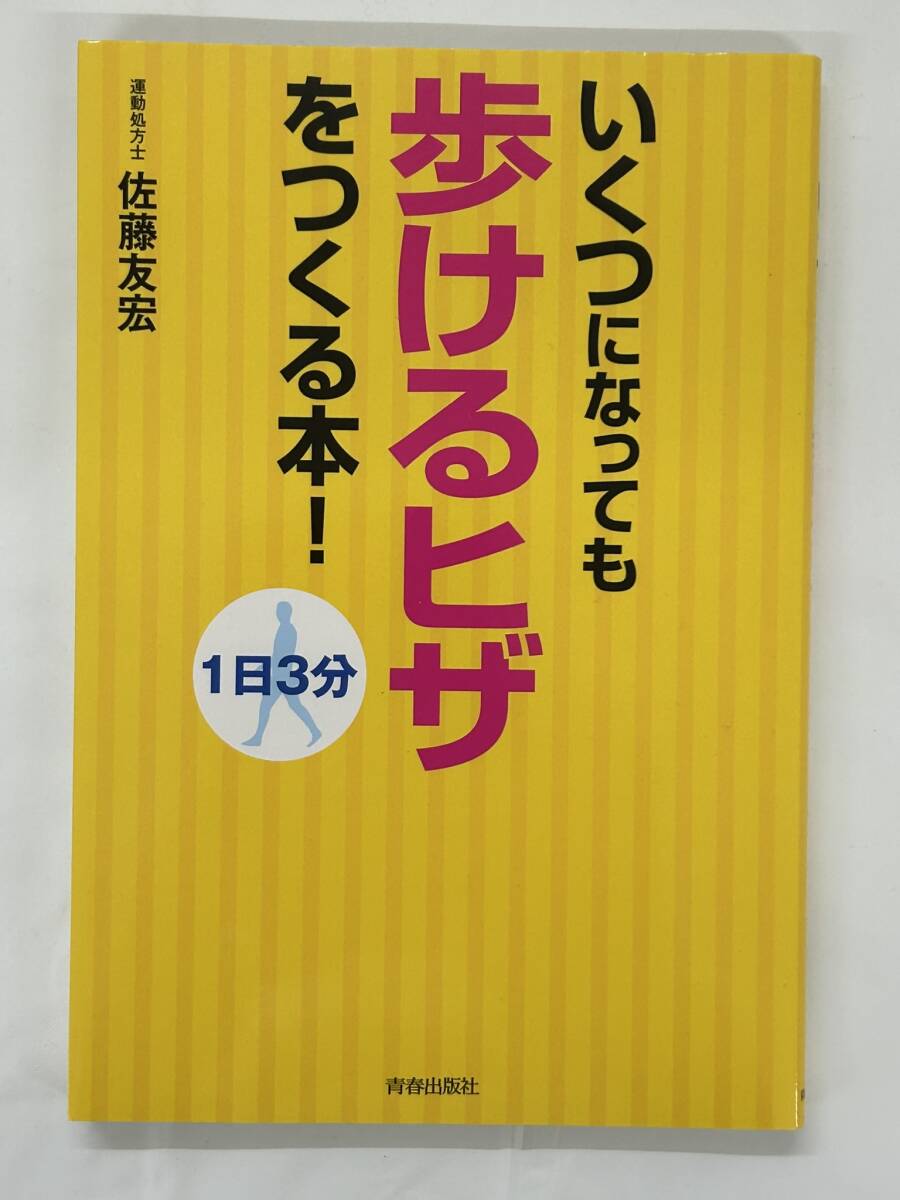 いくつになっても
歩けるヒザ
をつくる本!
1日3分
運動処方士 佐藤友宏
青春出版社